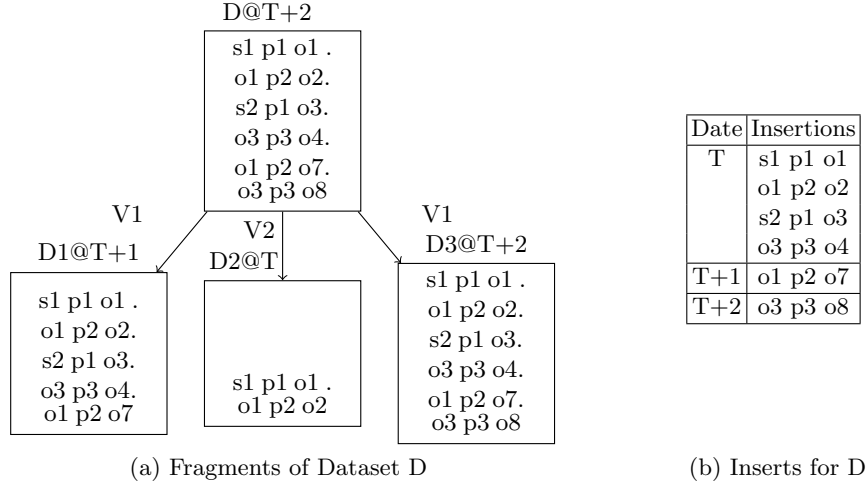 D@T+2
s1 p1 o1 .
o1 p2 o2.
s2 p1 o3.
o3 p3 o4.
o1 p2 o7.
o3 p3 o8
V1
V2
V1
D1@T+1
s1 p1 o1 .
o1 p2 o2.
s2 p1 o3.
o3 p3 o4.
o1 p2 o7
D2@T
s1 p1 o1 .
o1 p2 o2
D3@T+2
s1 p1 o1 .
o1 p2 o2.
s2 p1 o3.
o3 p3 o4.
o1 p2 o7.
o3 p3 o8
(a) Fragments of Dataset D
Date Insertions
T s1 p1 o1
o1 p2 o2
s2 p1 o3
o3 p3 o4
T+1 o1 p2 o7
T+2 o3 p3 o8
(b) Inserts for D